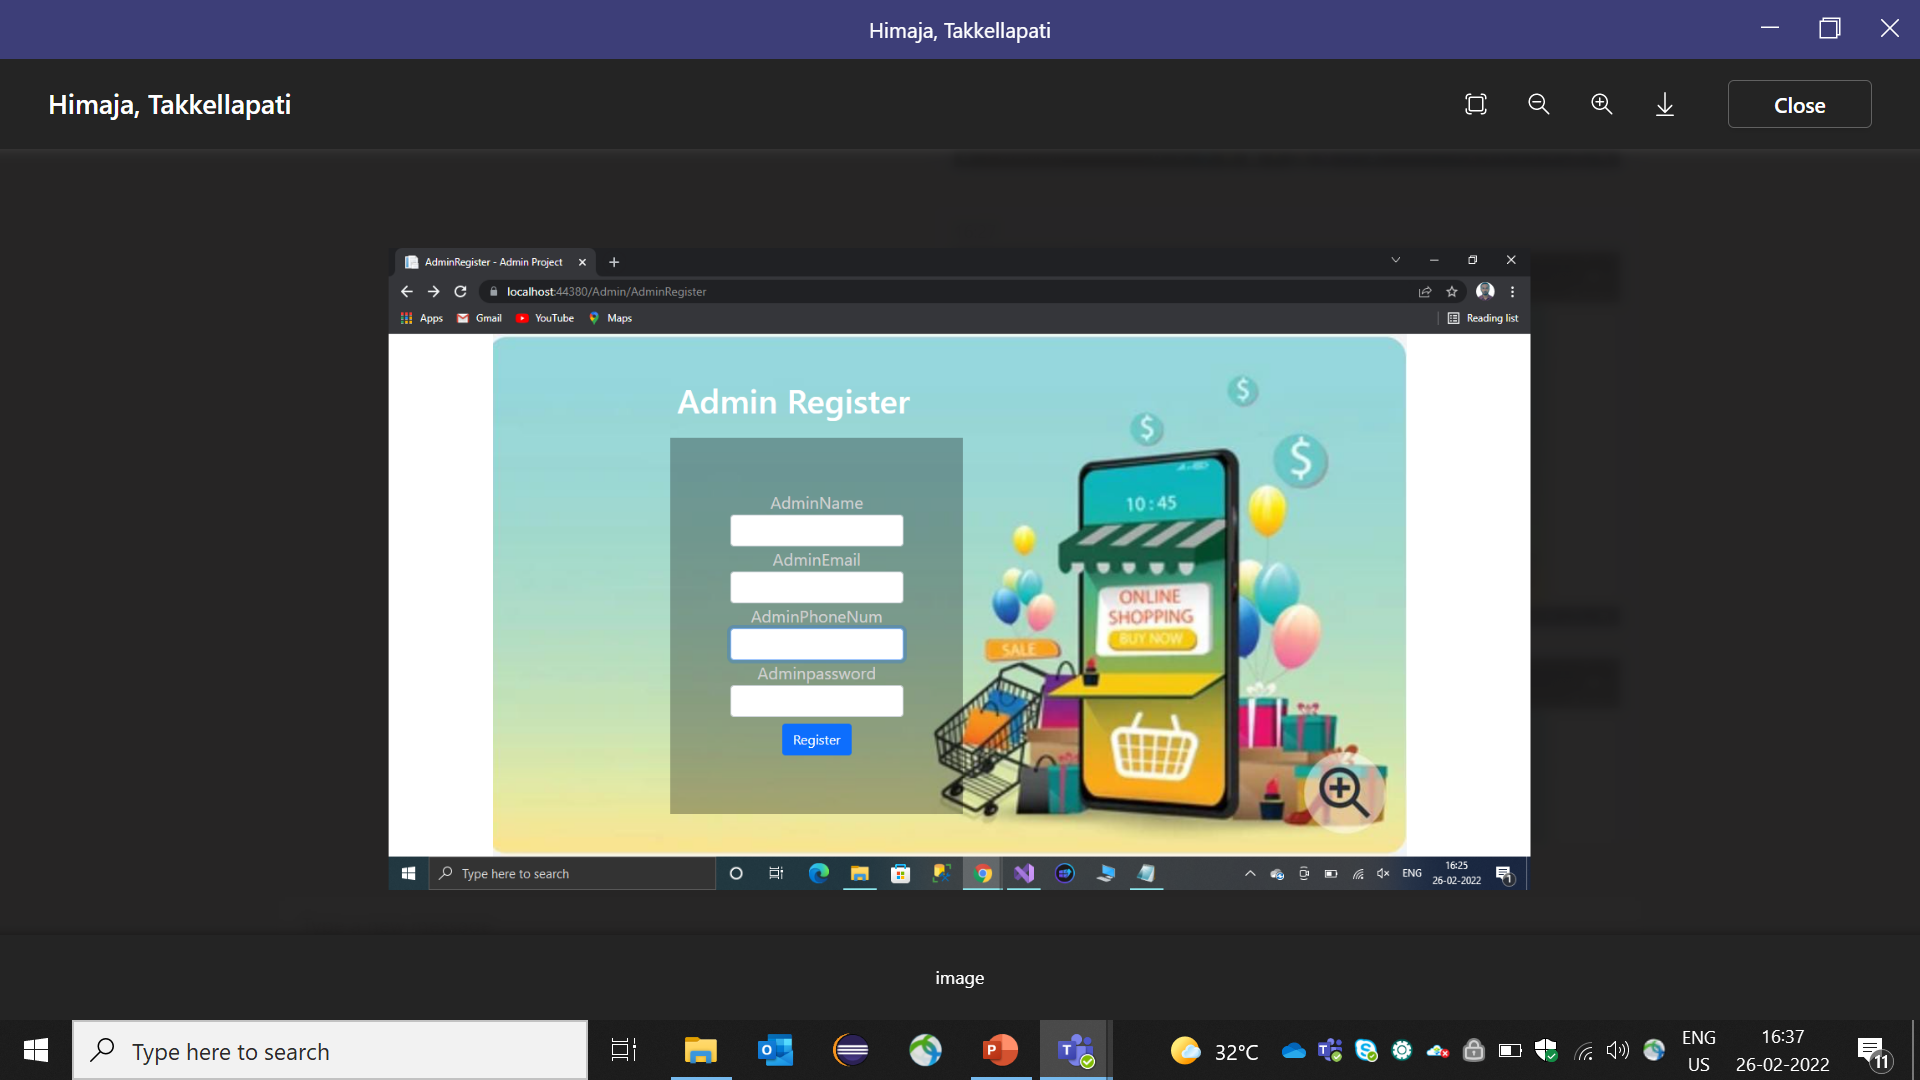 Himaja, Takkellapati
Himaja, Takkellapati
Close
AdminRegister - Admin Project
localhost:44380/Admin/AdminRegister
Apps Gmail YouTube Maps
Reading list
Admin Register
AdminName
AdminEmail
AdminPhoneNum
Adminpassword
Register
$
$
$
10:45
ONLINE
SHOPPING
BUY NOW
SALE
Type here to search
ENG
16:25
26-02-2022
1
image
Type here to search
32°C
ENG
US
16:37
26-02-2022
11